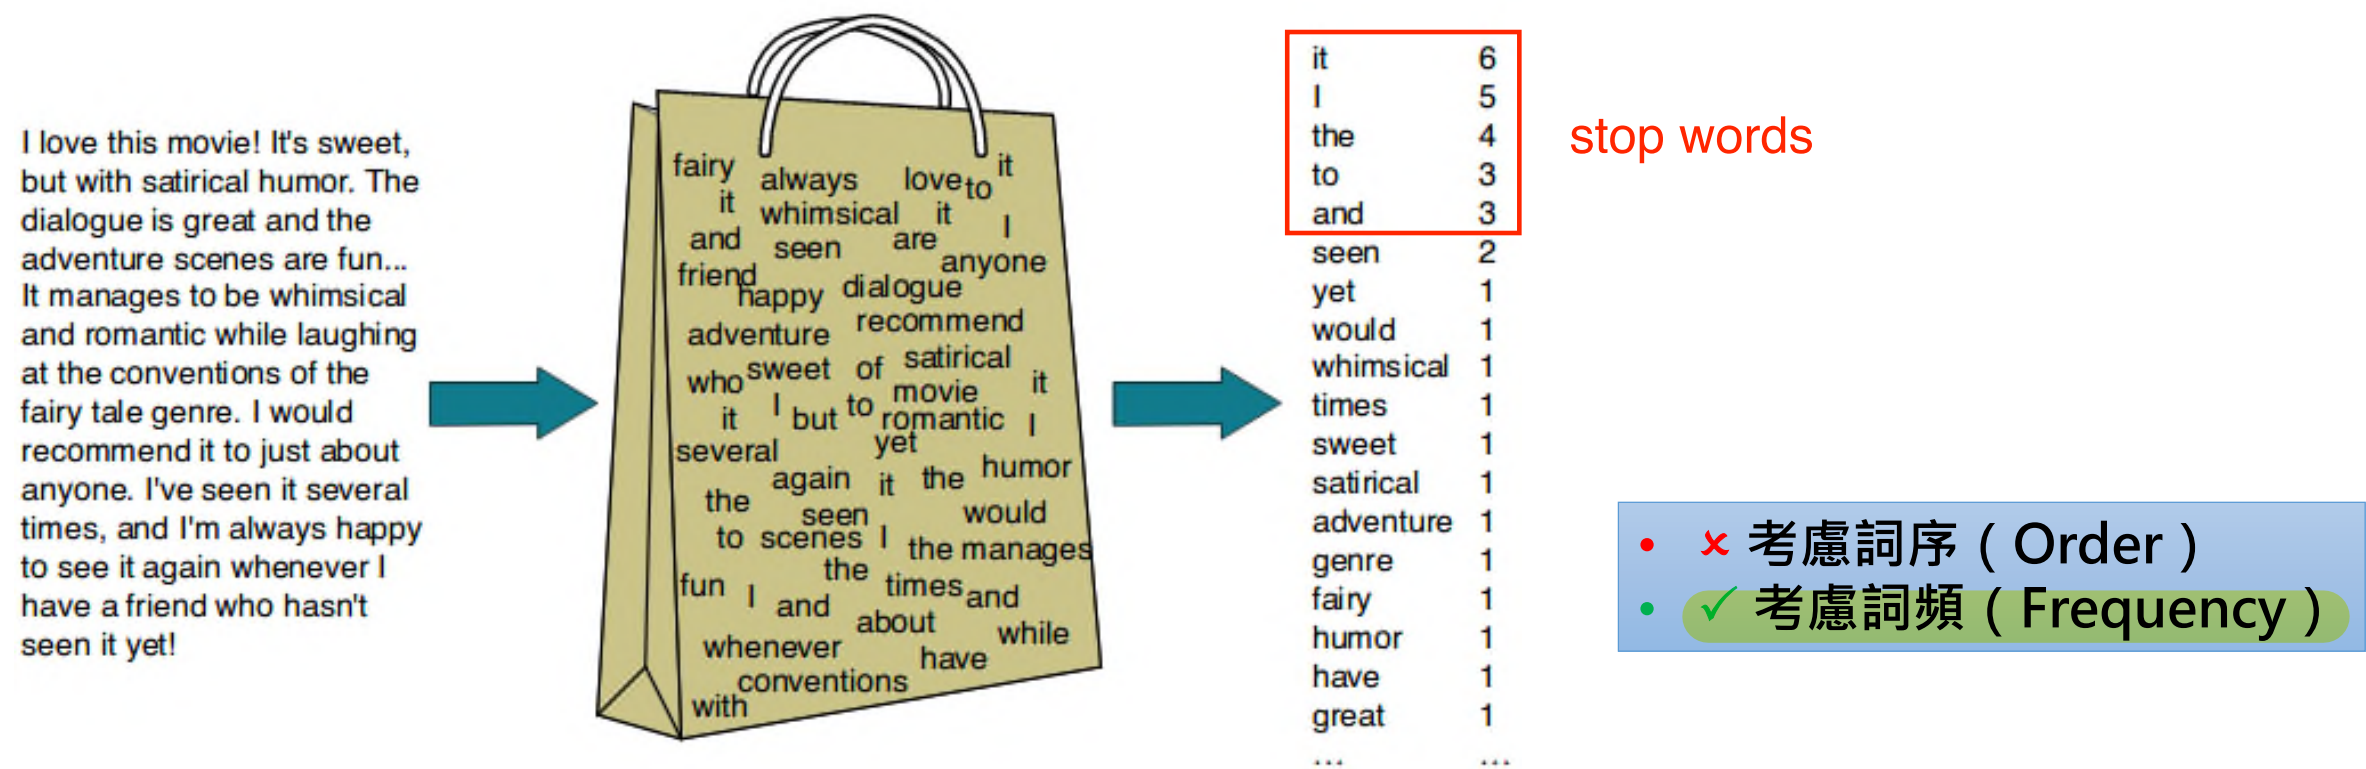 I love this movie! It's sweet,
but with satirical humor. The
dialogue is great and the
adventure scenes are fun...
It manages to be whimsical
and romantic while laughing
at the conventions of the
fairy tale genre. I would
recommend it to just about
anyone. I've seen it several
times, and I'm always happy
to see it again whenever I
have a friend who hasn't
seen it yet!
fairy always love to it
it whimsical it I
and seen are anyone
friend happy dialogue
adventure recommend
who sweet of satirical
it I but to movie it
romantic I
several yet
again it the humor
the seen would
to scenes I the manages
fun I the times and
and about
whenever have while
conventions
with
it 6
I 5
the 4
to 3
and 3
seen 2
yet 1
would 1
whimsical 1
times 1
sweet 1
satirical 1
adventure 1
genre 1
fairy 1
humor 1
have 1
great 1
... ...
stop words
• ✘ 考慮詞序（Order）
• ✓ 考慮詞頻（Frequency）